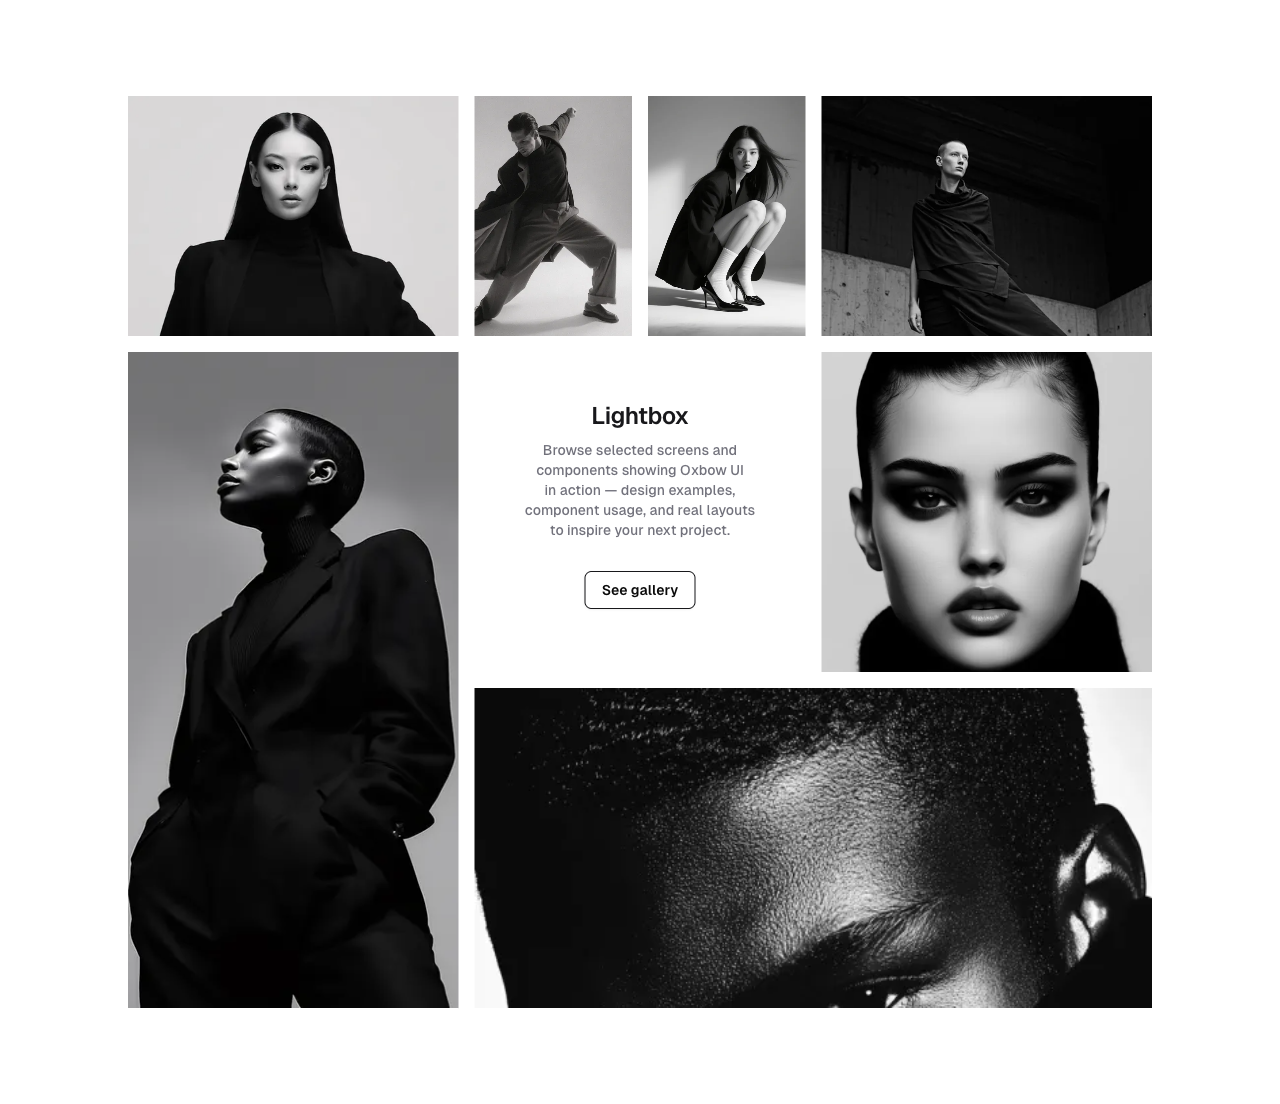 Lightbox
Browse selected screens and
components showing Oxbow UI
in action — design examples,
component usage, and real layouts
to inspire your next project.
See gallery